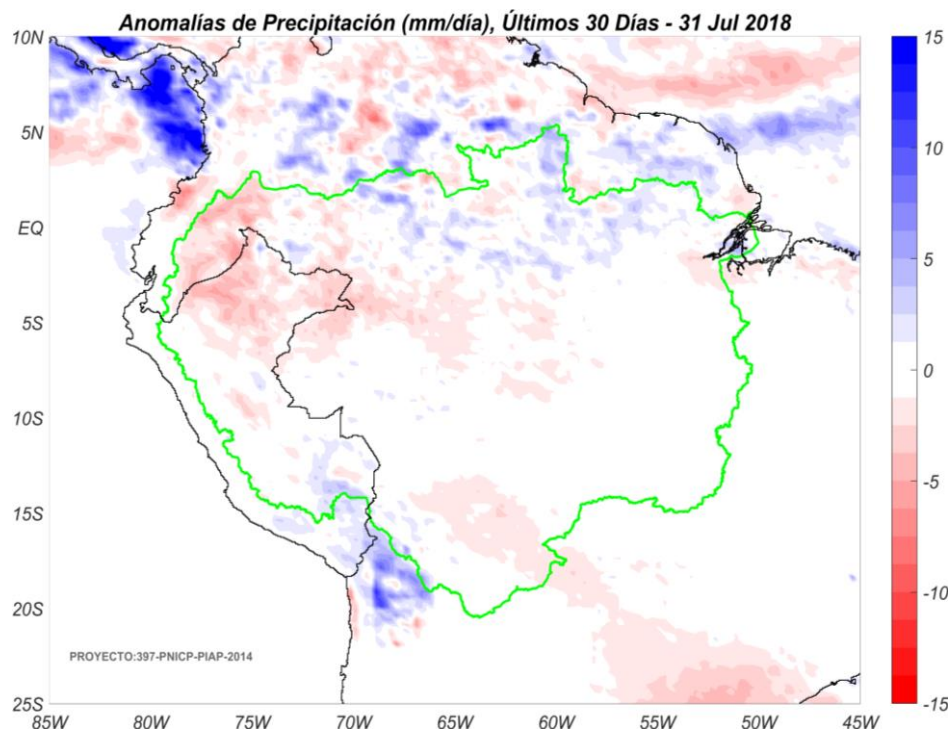 Anomalías de Precipitación (mm/día), Últimos 30 Días - 31 Jul 2018
10N
5N
EQ
5S
10S
15S
20S
25S
85W 80W 75W 70W 65W 60W 55W 50W 45W
15
10
5
0
-5
-10
-15
PROYECTO:397-PNICP-PIAP-2014